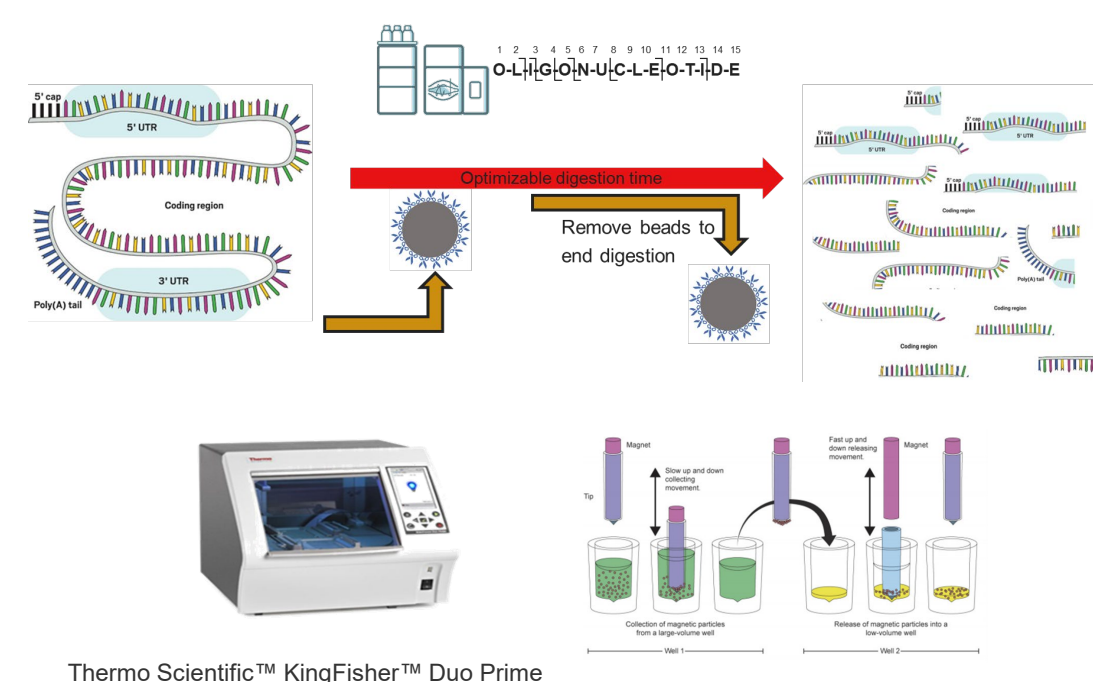 1 2 3 4 5 6 7 8 9 10 11 12 13 14 15
O-L-I-G-O-N-U-C-L-E-O-T-I-D-E
5' cap
5' UTR
Coding region
3' UTR
Poly(A) tail
Optimizable digestion time
Remove beads to
end digestion
5' cap
5' cap
5' UTR
5' UTR
5' cap
Coding region
Poly(A) tail
Coding region
Coding region
Thermo
Thermo Scientific™ KingFisher™ Duo Prime
Magnet
Slow up and down
collecting
movement.
Tip
Fast up and
down releasing
movement.
Magnet
Collection of magnetic particles
from a large-volume well
Release of magnetic particles into a
low-volume well
Well 1
Well 2